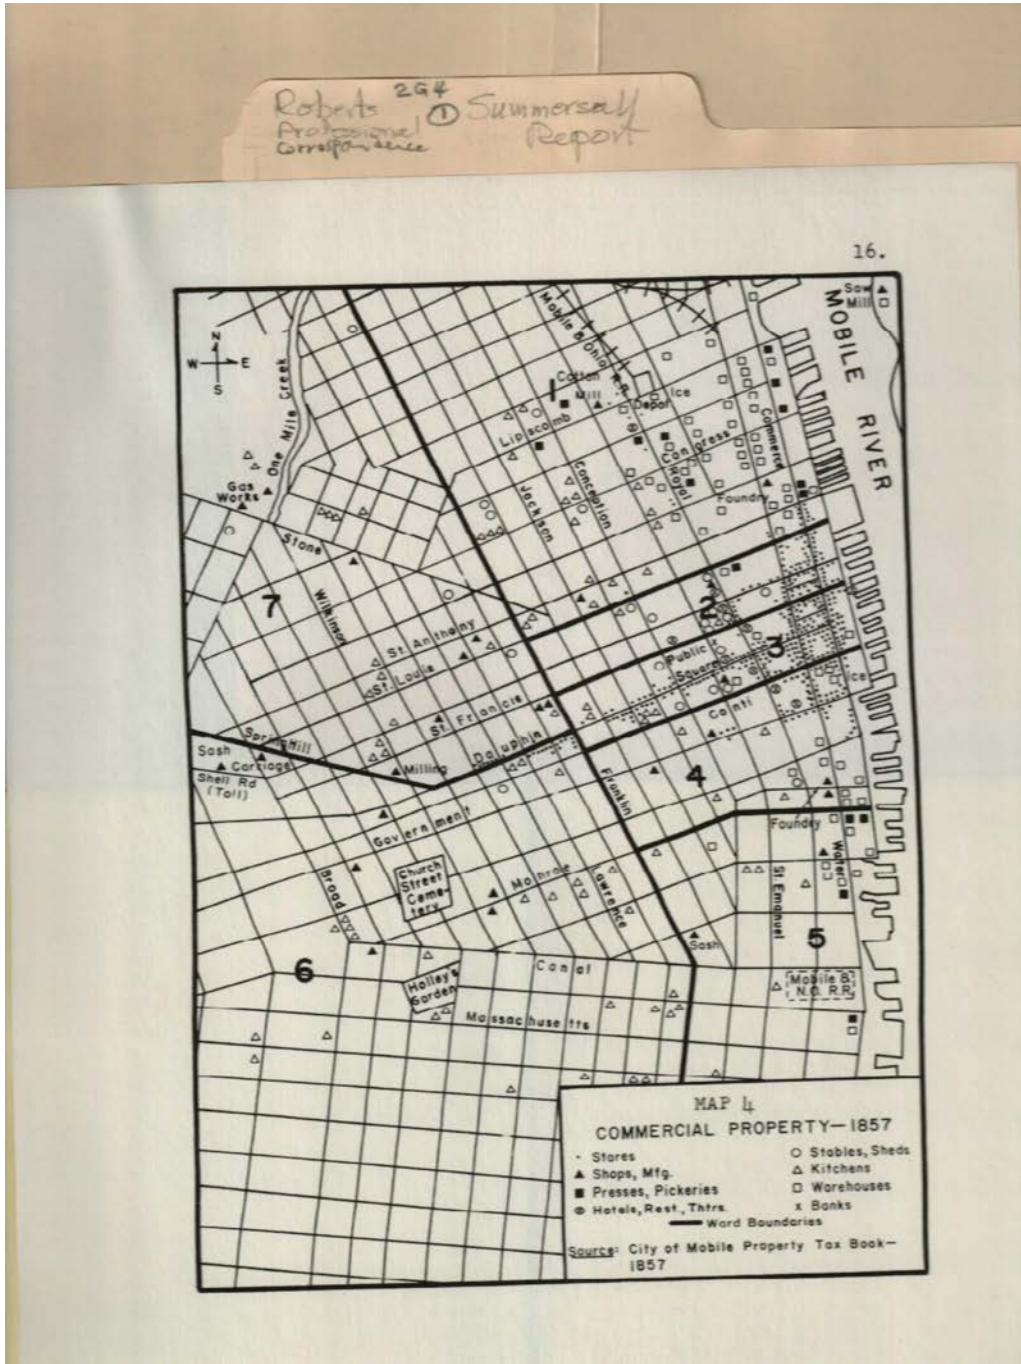 2G4
Roberts ① Summersall
Professional Report
Correspondence
16.
Saw
Mill
MOBILE RIVER
N
W E
S
One Mile Creek
Mobile & Ohio R.R.
Cotton
Mill
Depot
Ice
Lipscomb
Congress
Commerce
Royal
Conception
Jackson
Foundry
Gas
Works
Stone
7
Wilkinson
2
St. Anthony
St. Louis
Public
Square
3
St. Francis
Conti
Ice
Springhill
Sash
Carriage
Dauphin
Milling
Shell Rd
(Toll)
Franklin
4
Government
Foundry
Water
Church
Street
Ceme-
tery
Broad
Monroe
Lawrence
St. Emanuel
Sash
5
6
Canal
Holley's
Garden
Mobile &
N.O. R.R.
Massachusetts
MAP 4
COMMERCIAL PROPERTY—1857
· Stores
▲ Shops, Mfg.
■ Presses, Pickeries
Hotels, Rest., Thtrs.
○ Stables, Sheds
△ Kitchens
□ Warehouses
x Banks
Ward Boundaries
Source: City of Mobile Property Tax Book—
1857